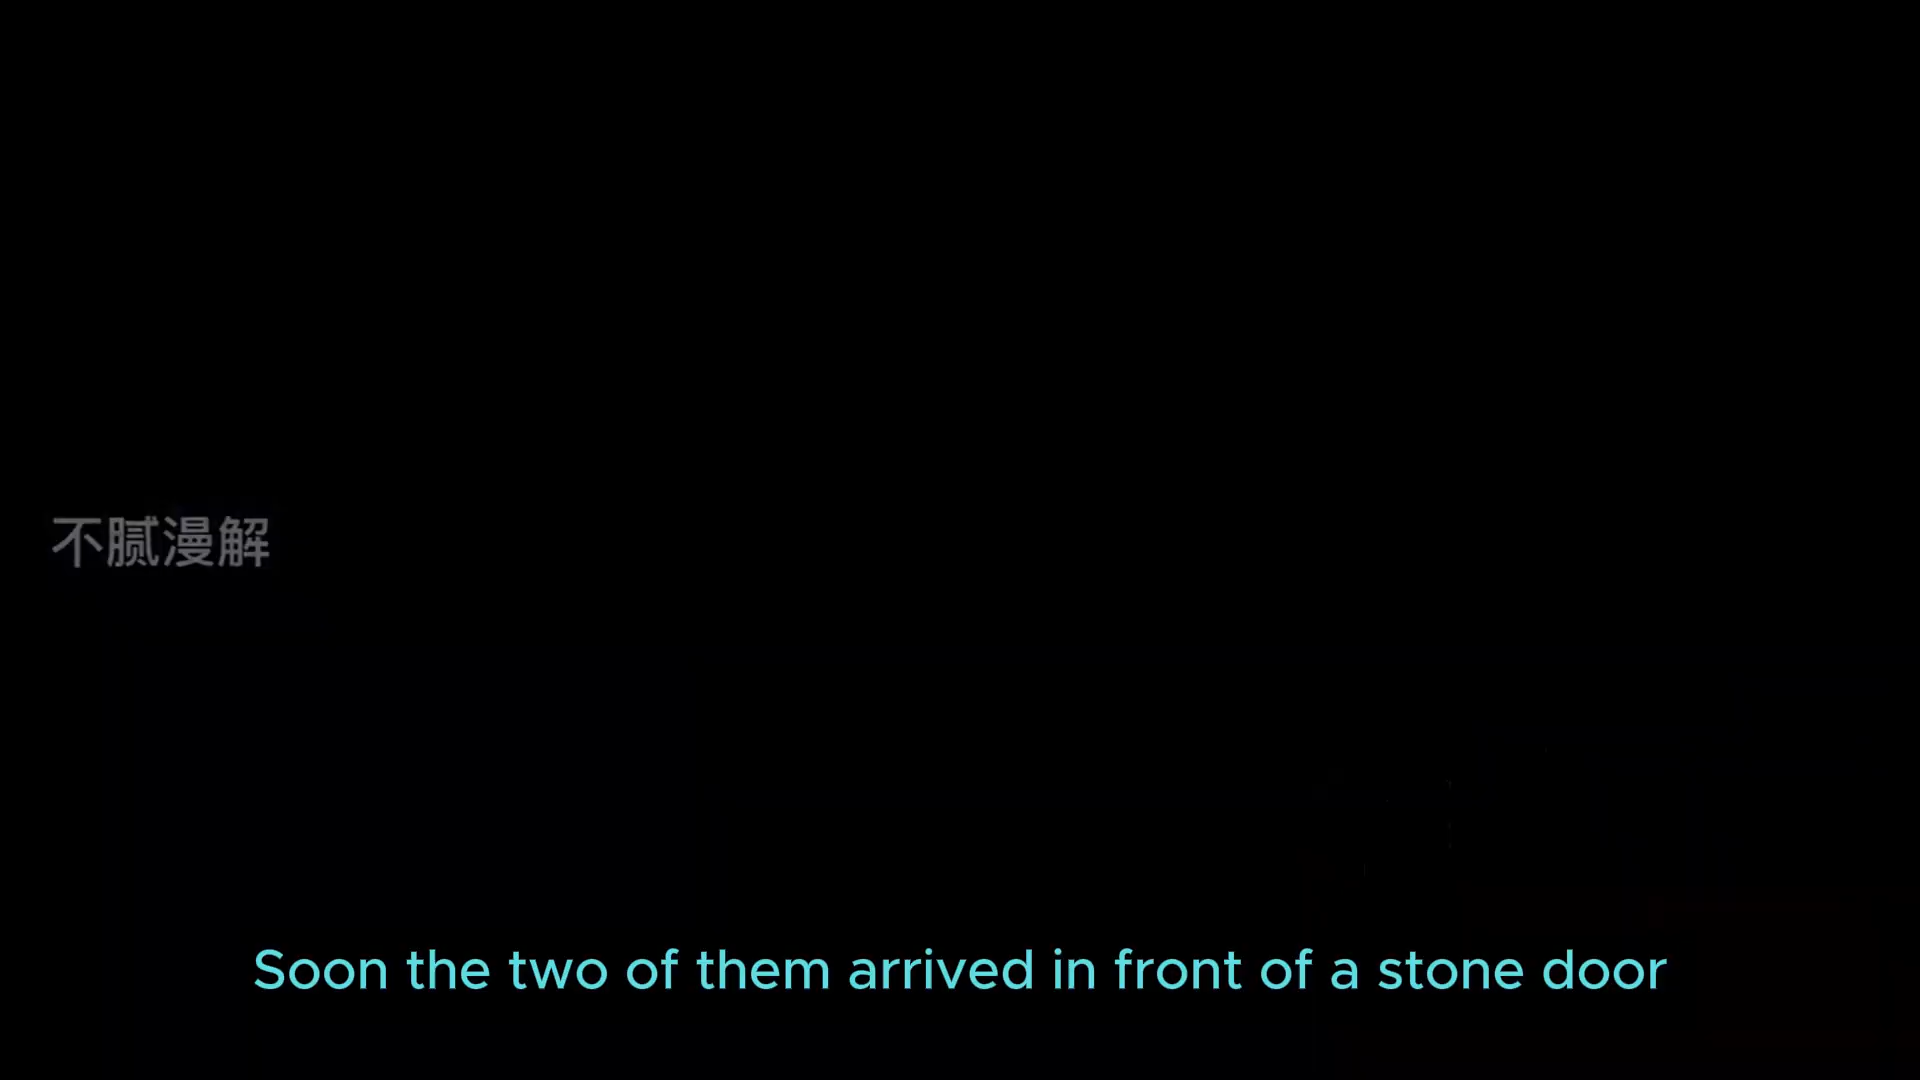 不腻漫解
Soon the two of them arrived in front of a stone door